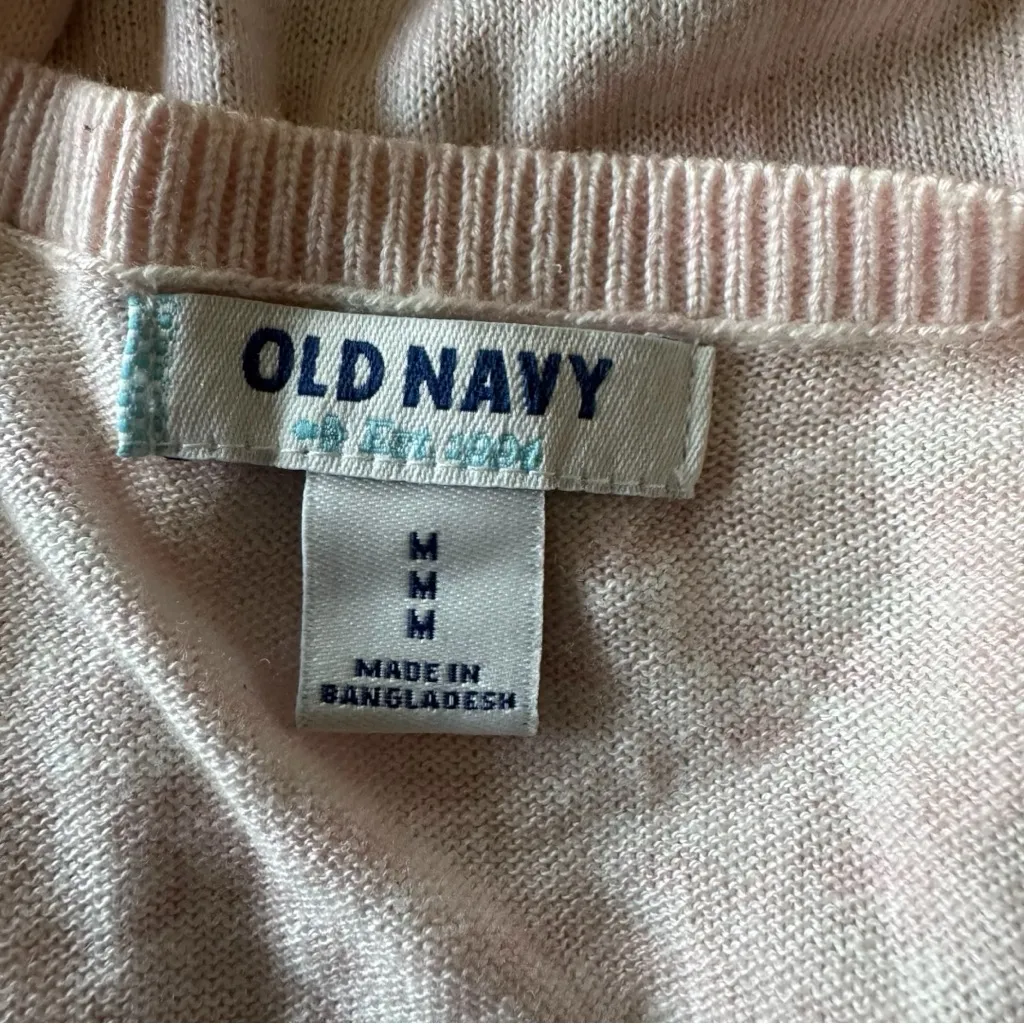 OLD NAVY
Est. 1994
M
M
M
MADE IN
BANGLADESH